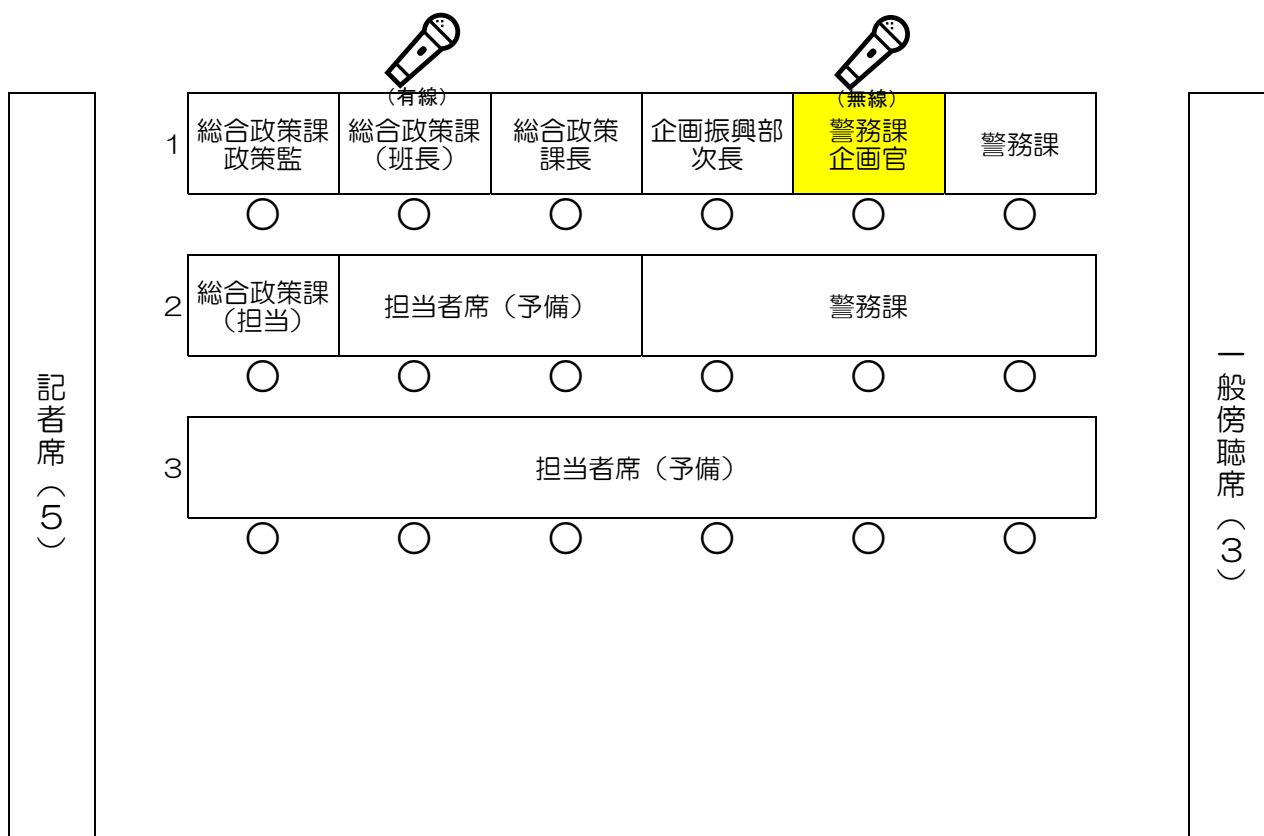 （有線）
（無線）
1
総合政策課
政策監
総合政策課
（班長）
総合政策
課長
企画振興部
次長
警務課
企画官
警務課
2
総合政策課
（担当）
担当者席（予備）
警務課
3
担当者席（予備）
記者席（5）
一般傍聴席（3）